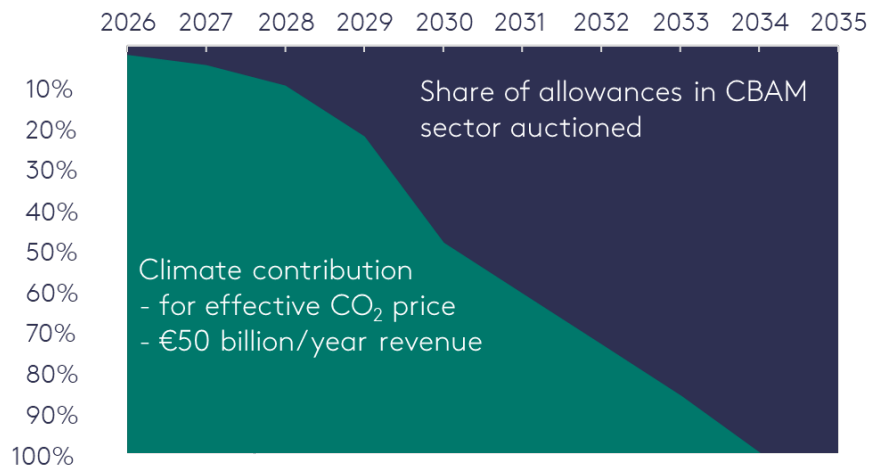 2026 2027 2028 2029 2030 2031 2032 2033 2034 2035
10%
20%
30%
40%
50%
60%
70%
80%
90%
100%
Share of allowances in CBAM
sector auctioned
Climate contribution
- for effective CO₂ price
- €50 billion/year revenue